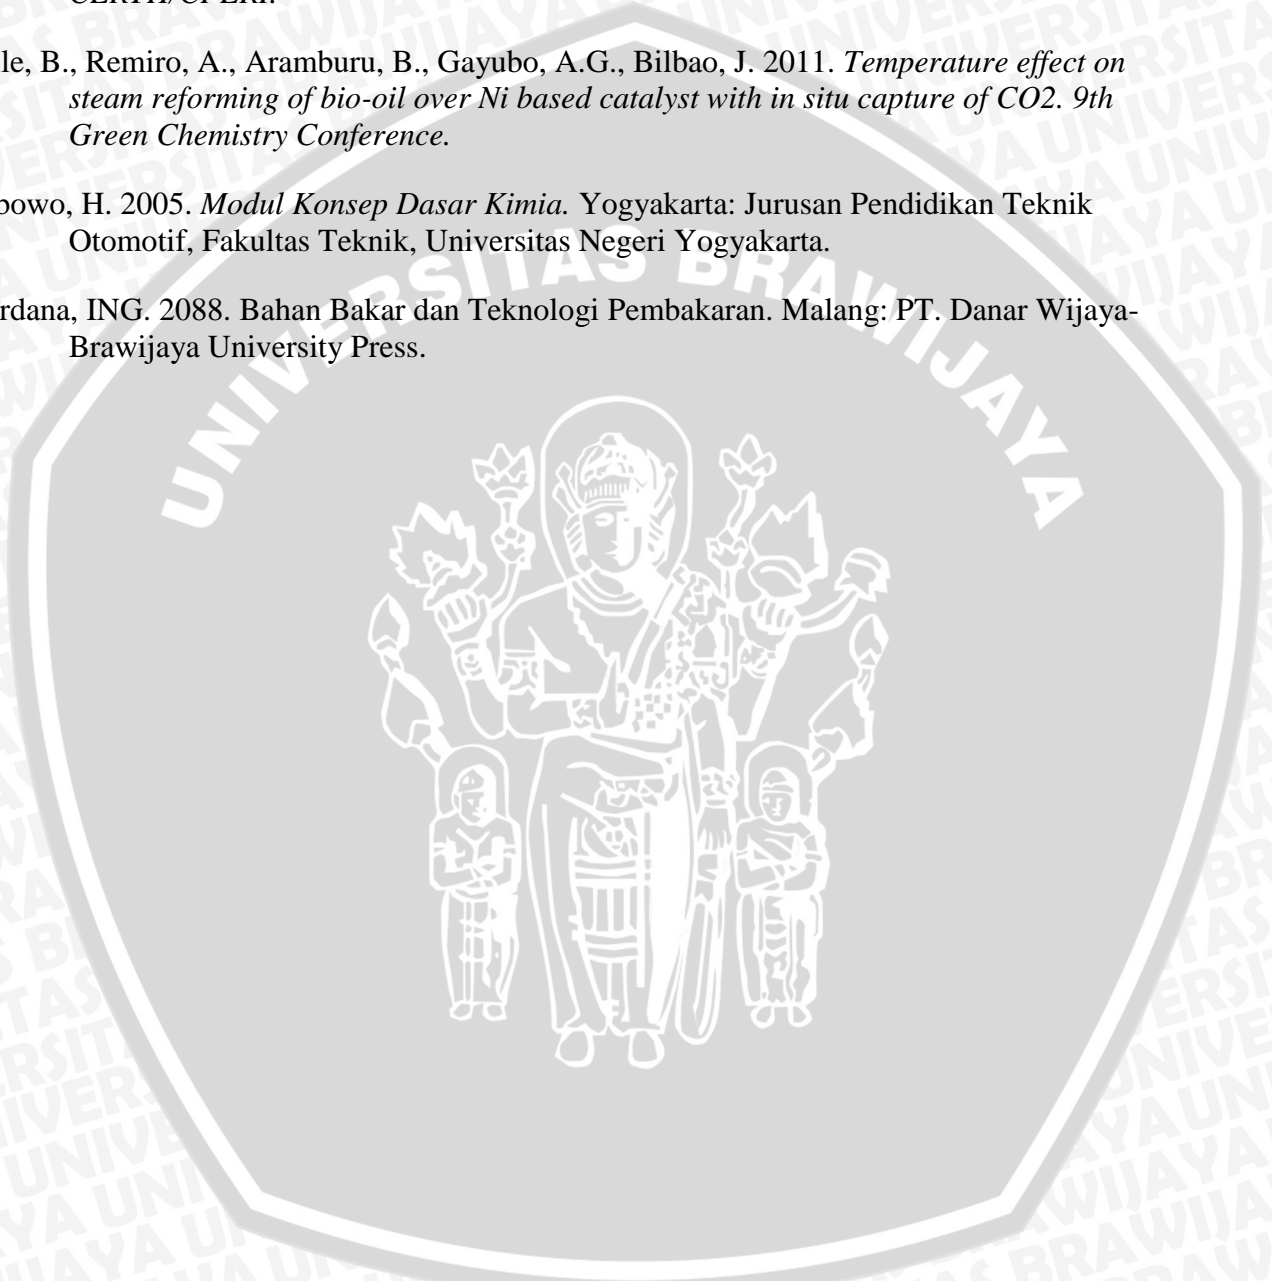 CERTH/CPERI.
le, B., Remiro, A., Aramburu, B., Gayubo, A.G., Bilbao, J. 2011. Temperature effect on
steam reforming of bio-oil over Ni based catalyst with in situ capture of CO2. 9th
Green Chemistry Conference.
bowo, H. 2005. Modul Konsep Dasar Kimia. Yogyakarta: Jurusan Pendidikan Teknik
Otomotif, Fakultas Teknik, Universitas Negeri Yogyakarta.
rdana, ING. 2088. Bahan Bakar dan Teknologi Pembakaran. Malang: PT. Danar Wijaya-
Brawijaya University Press.
UNIVERSITAS BRAWIJAYA